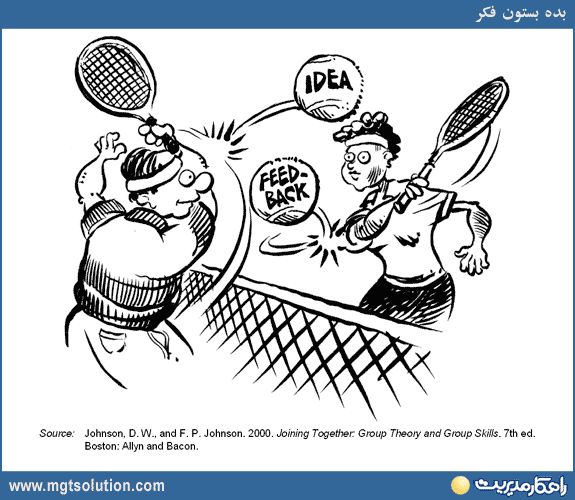 بده بستون فکر
IDEA
FEED-
BACK
Source: Johnson, D. W., and F. P. Johnson. 2000. Joining Together: Group Theory and Group Skills. 7th ed.
Boston: Allyn and Bacon.
www.mgtsolution.com
راهکار مدیریت